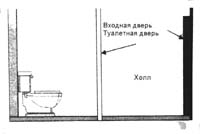 Входная дверь
Туалетная дверь
Холл